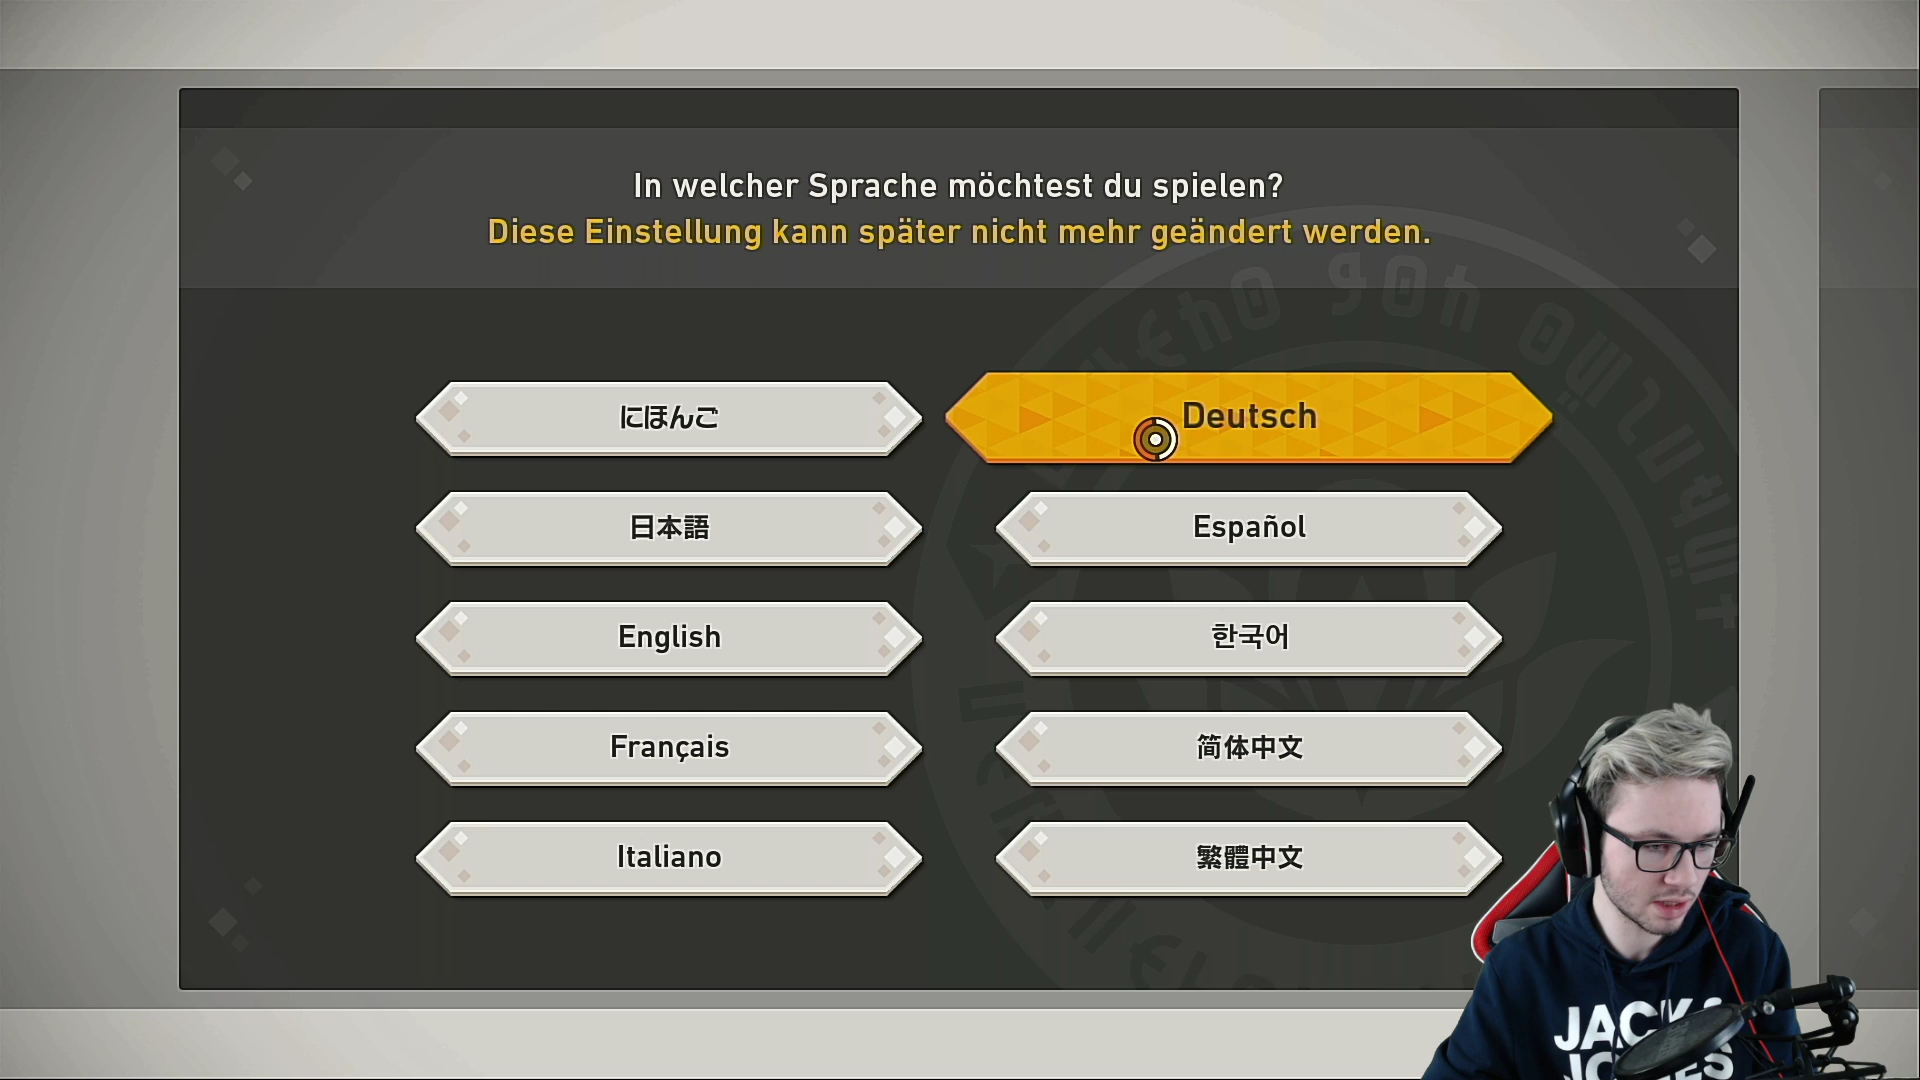 In welcher Sprache möchtest du spielen?
Diese Einstellung kann später nicht mehr geändert werden.
にほんご
Deutsch
日本語
Español
English
한국어
Français
简体中文
Italiano
繁體中文
JACK &